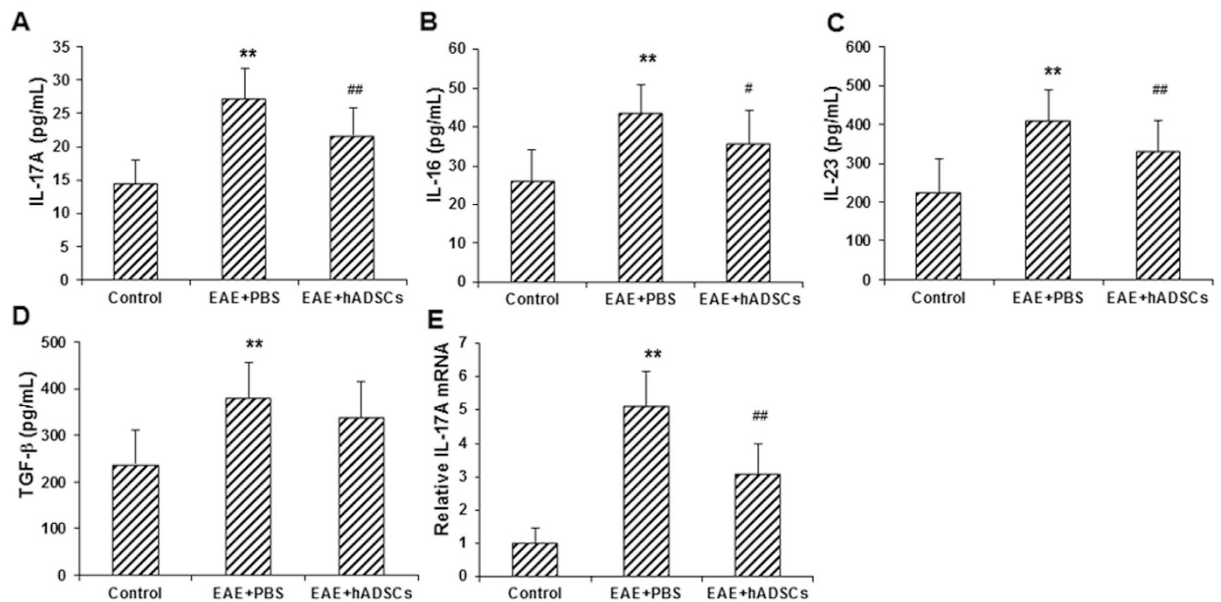 A
IL-17A (pg/mL)
35
30
25
20
15
10
5
0
**
##
Control
EAE+PBS
EAE+hADSCs
B
IL-16 (pg/mL)
60
50
40
30
20
10
0
**
#
Control
EAE+PBS
EAE+hADSCs
C
IL-23 (pg/mL)
600
500
400
300
200
100
0
**
##
Control
EAE+PBS
EAE+hADSCs
D
TGF-β (pg/mL)
500
400
300
200
100
0
**
Control
EAE+PBS
EAE+hADSCs
E
Relative IL-17A mRNA
7
6
5
4
3
2
1
0
**
##
Control
EAE+PBS
EAE+hADSCs